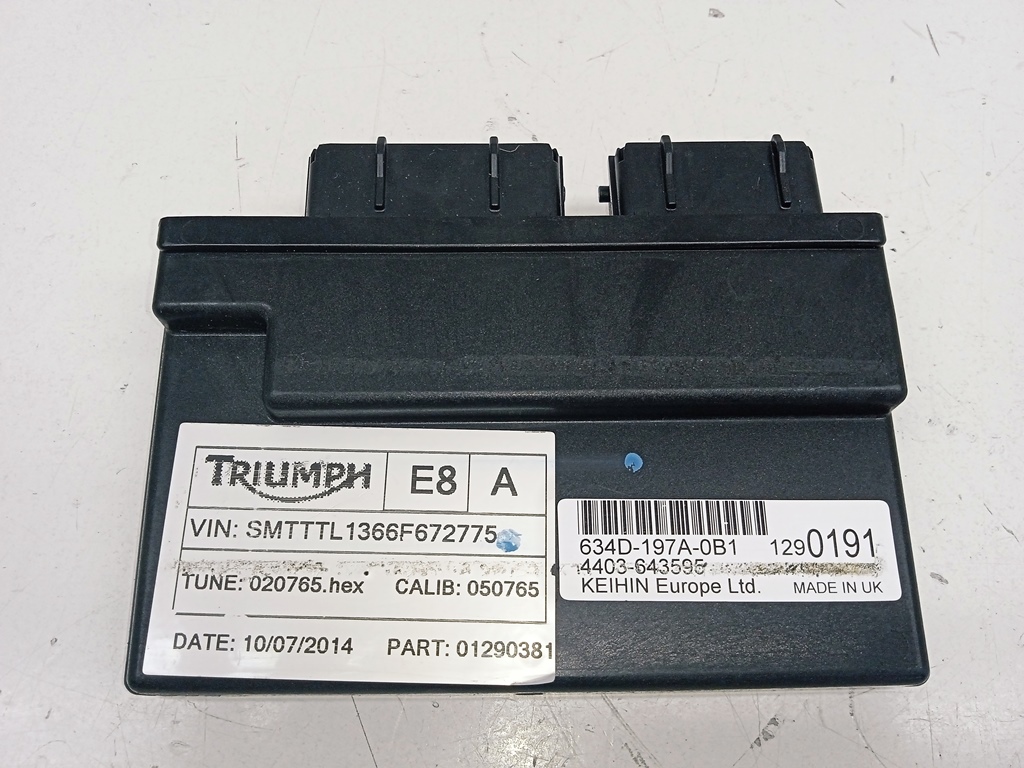 TRIUMPH E8 A
VIN: SMTTTL1366F672775
TUNE: 020765.hex CALIB: 050765
DATE: 10/07/2014 PART: 01290381
634D-197A-0B1 1290191
4403-643595
KEIHIN Europe Ltd. MADE IN UK